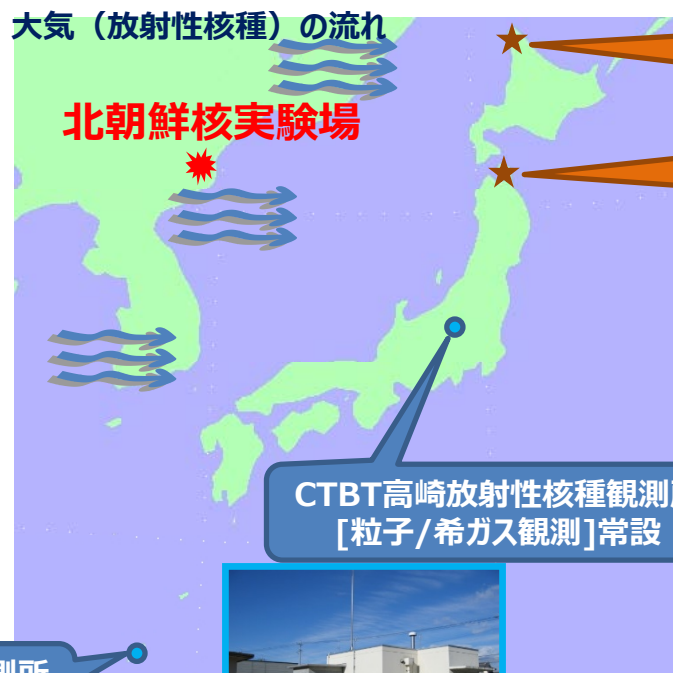 大気（放射性核種）の流れ
北朝鮮核実験場
CTBT高崎放射性核種観測
[粒子/希ガス観測]常設
測所